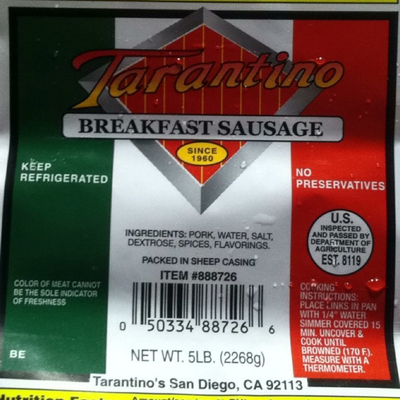 Tarantino
BREAKFAST SAUSAGE
SINCE
1960
KEEP
REFRIGERATED
NO
PRESERVATIVES
INGREDIENTS: PORK, WATER, SALT,
DEXTROSE, SPICES, FLAVORINGS.
PACKED IN SHEEP CASING
ITEM #888726
U.S.
INSPECTED
AND PASSED BY
DEPARTMENT OF
AGRICULTURE
EST. 8119
COLOR OF MEAT CANNOT
BE THE SOLE INDICATOR
OF FRESHNESS
COOKING
INSTRUCTIONS:
PLACE LINKS IN PAN
WITH 1/4" WATER
SIMMER COVERED 15
MIN. UNCOVER &
COOK UNTIL
BROWNED (170 F.)
MEASURE WITH A
THERMOMETER.
0 50334 88726 6
BE
NET WT. 5LB. (2268g)
Tarantino's San Diego, CA 92113